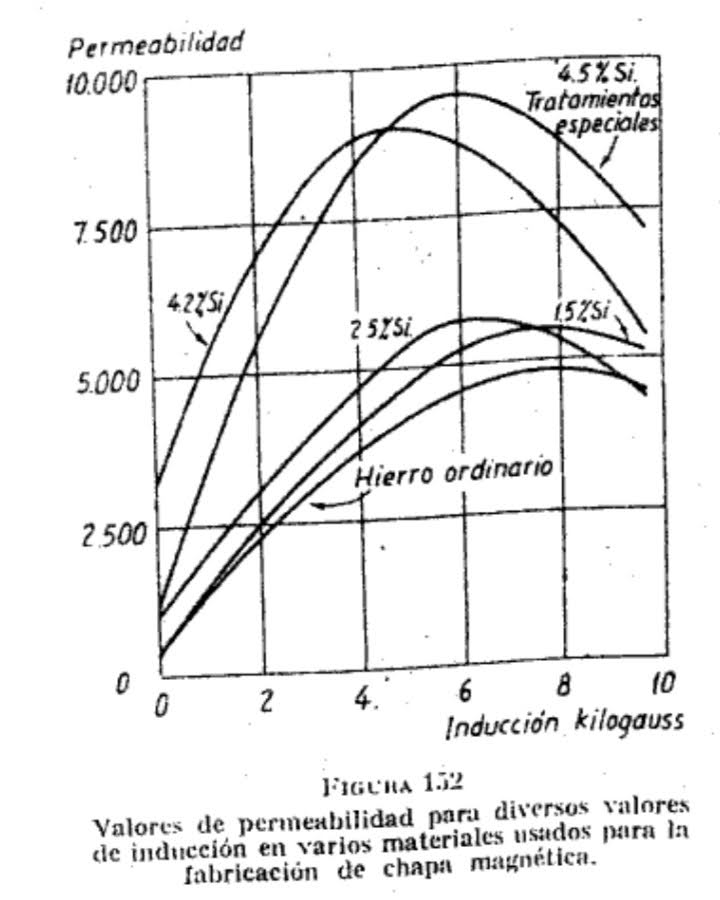 Permeabilidad
10.000
4.5% Si.
Tratamientos
especiales
7.500
4.2% Si
2 5% Si.
1.5% Si
5.000
Hierro ordinario
2.500
0
0 2 4. 6 8 10
Inducción kilogauss
FIGURA 152
Valores de permeabilidad para diversos valores
de inducción en varios materiales usados para la
fabricación de chapa magnética.